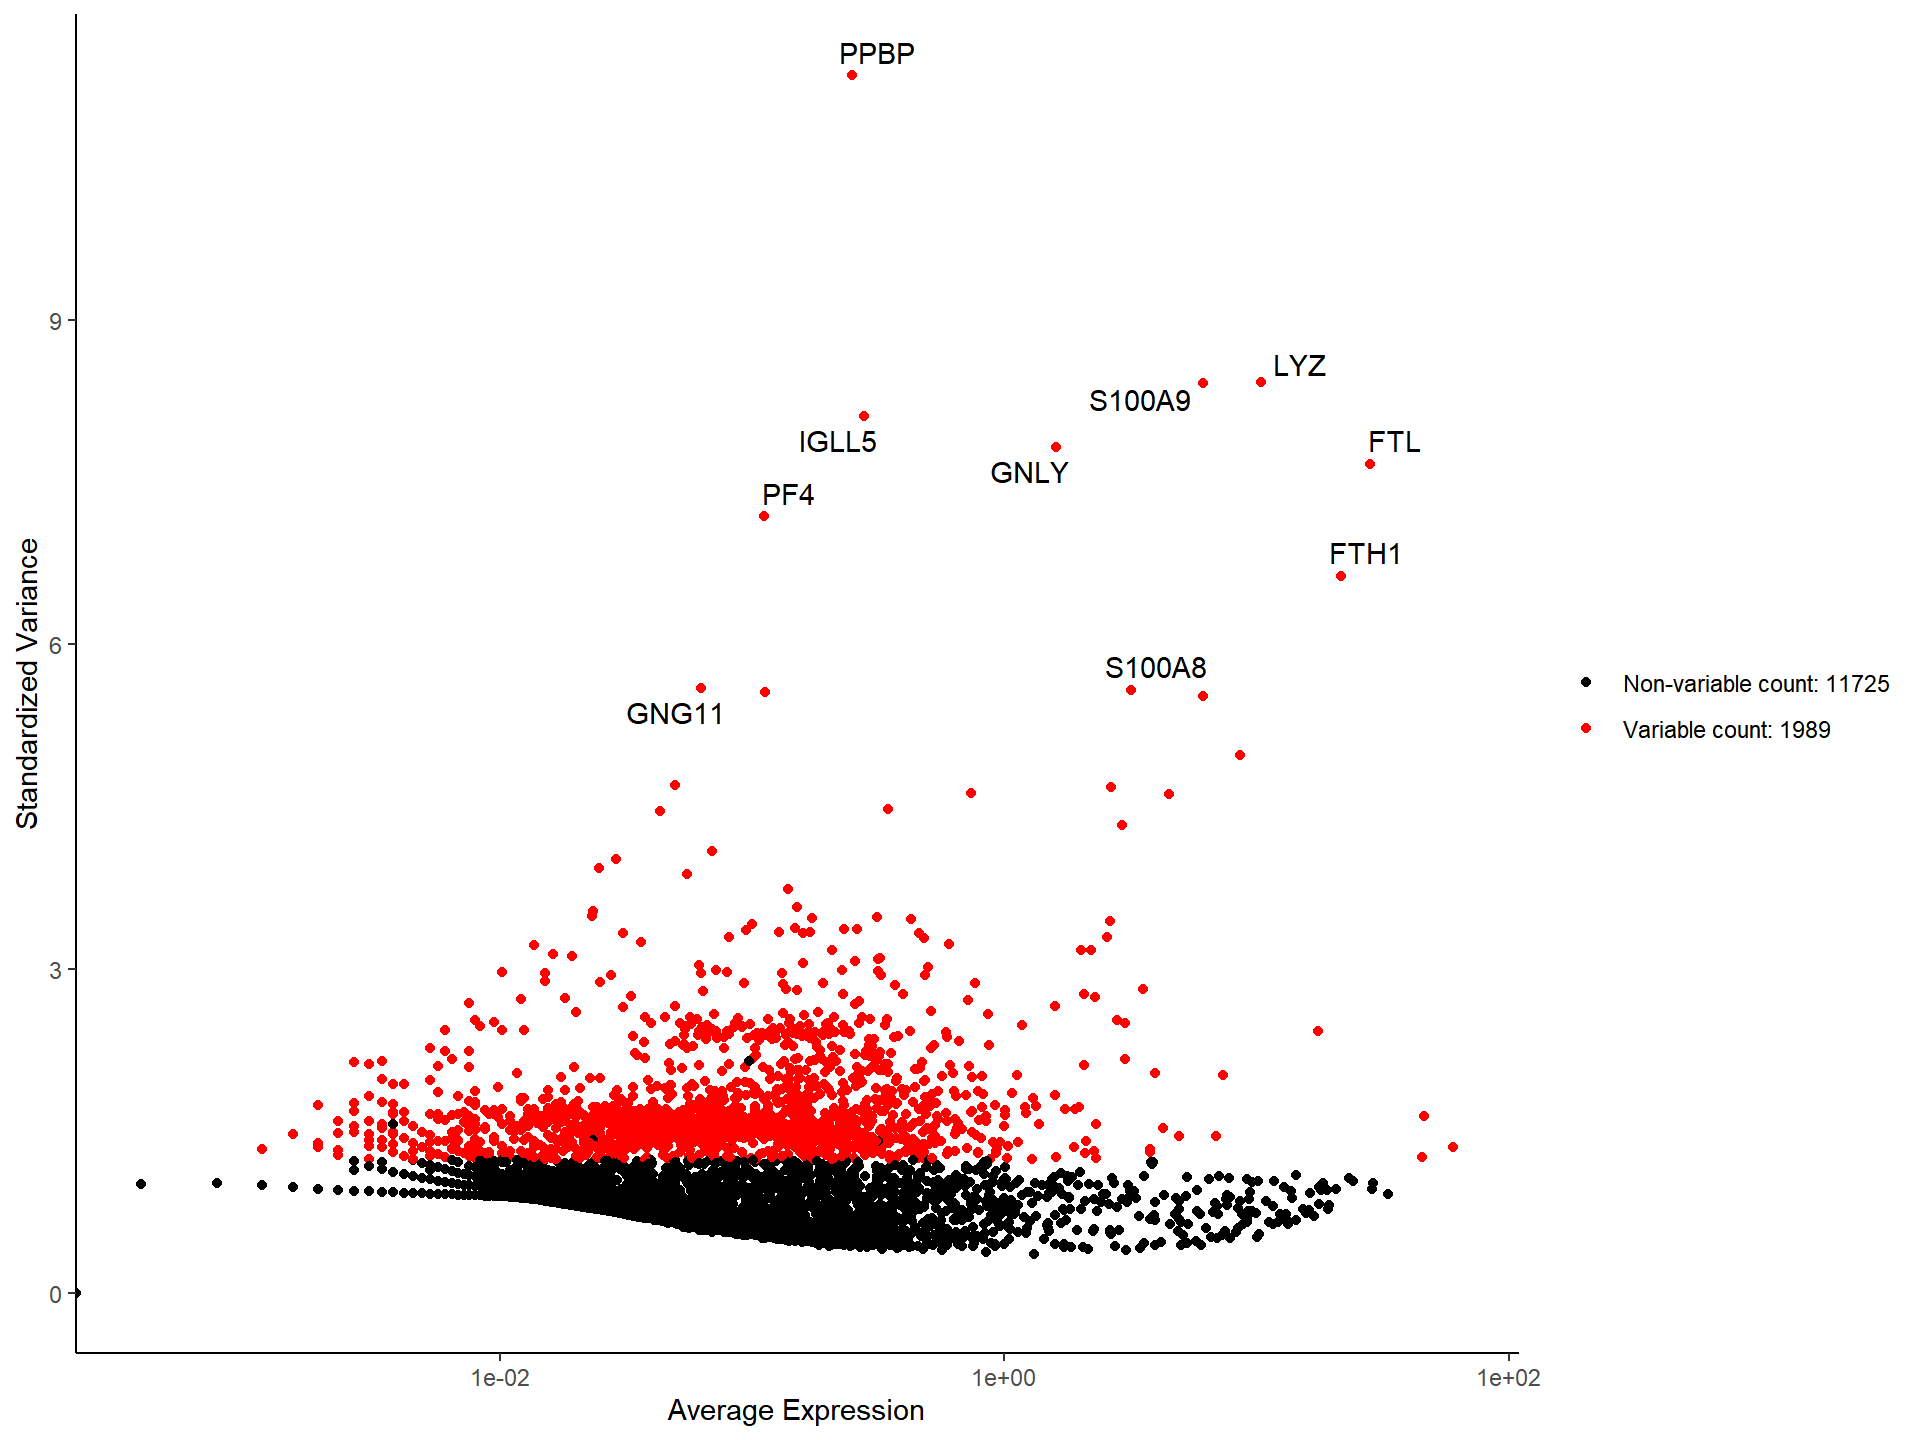 PPBP
9
LYZ
S100A9
IGLL5
FTL
GNLY
PF4
FTH1
Standardized Variance
6
S100A8
Non-variable count: 11725
GNG11
Variable count: 1989
3
0
1e-02
1e+00
1e+02
Average Expression